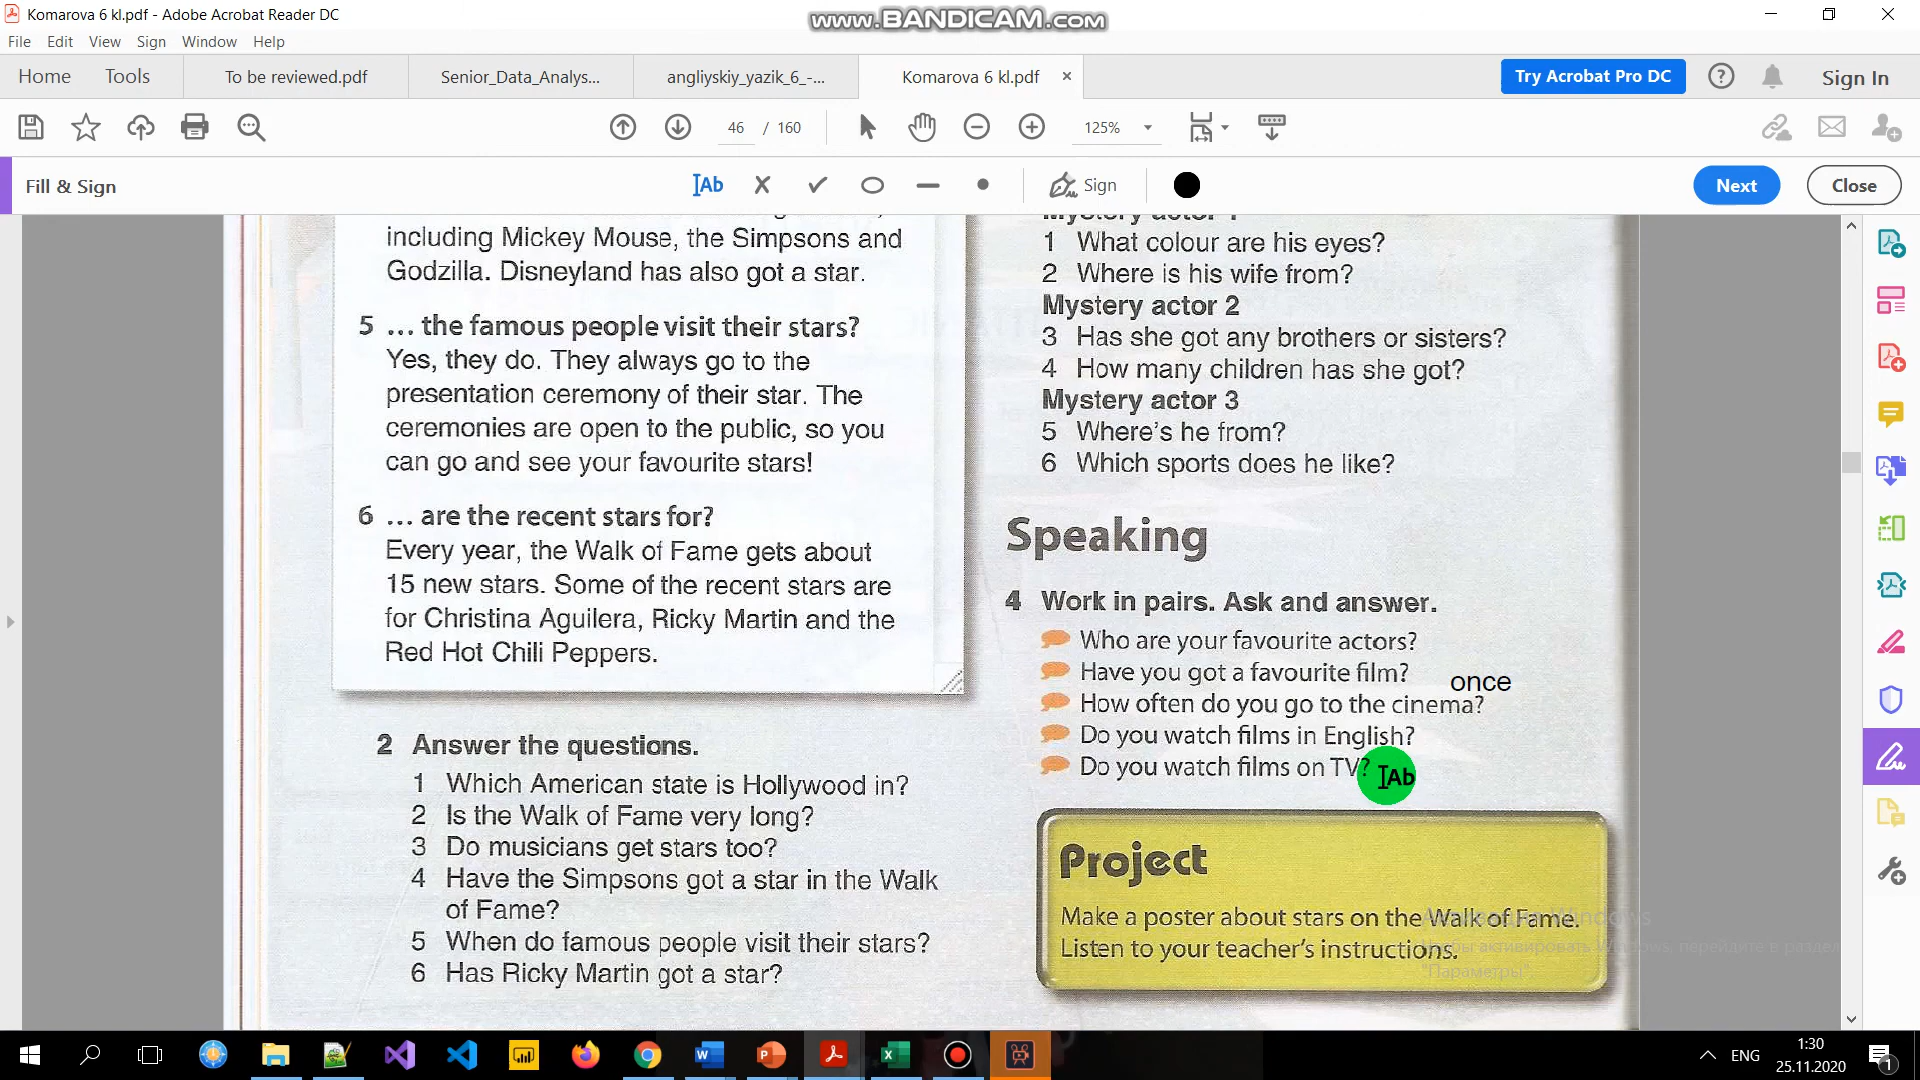 Komarova 6 kl.pdf - Adobe Acrobat Reader DC
www.BANDICAM.com
File Edit View Sign Window Help
Home Tools To be reviewed.pdf Senior_Data_Analys... angliyskiy_yazik_6_-... Komarova 6 kl.pdf × Try Acrobat Pro DC Sign In
46 / 160 125%
Fill & Sign Ab Sign Next Close
including Mickey Mouse, the Simpsons and
Godzilla. Disneyland has also got a star.
5 ... the famous people visit their stars?
Yes, they do. They always go to the
presentation ceremony of their star. The
ceremonies are open to the public, so you
can go and see your favourite stars!
6 ... are the recent stars for?
Every year, the Walk of Fame gets about
15 new stars. Some of the recent stars are
for Christina Aguilera, Ricky Martin and the
Red Hot Chili Peppers.
2 Answer the questions.
1 Which American state is Hollywood in?
2 Is the Walk of Fame very long?
3 Do musicians get stars too?
4 Have the Simpsons got a star in the Walk
of Fame?
5 When do famous people visit their stars?
6 Has Ricky Martin got a star?
Mystery actor 1
1 What colour are his eyes?
2 Where is his wife from?
Mystery actor 2
3 Has she got any brothers or sisters?
4 How many children has she got?
Mystery actor 3
5 Where's he from?
6 Which sports does he like?
Speaking
4 Work in pairs. Ask and answer.
Who are your favourite actors?
Have you got a favourite film?
once
How often do you go to the cinema?
Do you watch films in English?
Do you watch films on TV?
Ab
Project
Make a poster about stars on the Walk of Fame.
Listen to your teacher's instructions.
Активация Windows
Чтобы активировать Windows, перейдите в раздел
"Параметры".
ENG
1:30
25.11.2020
1